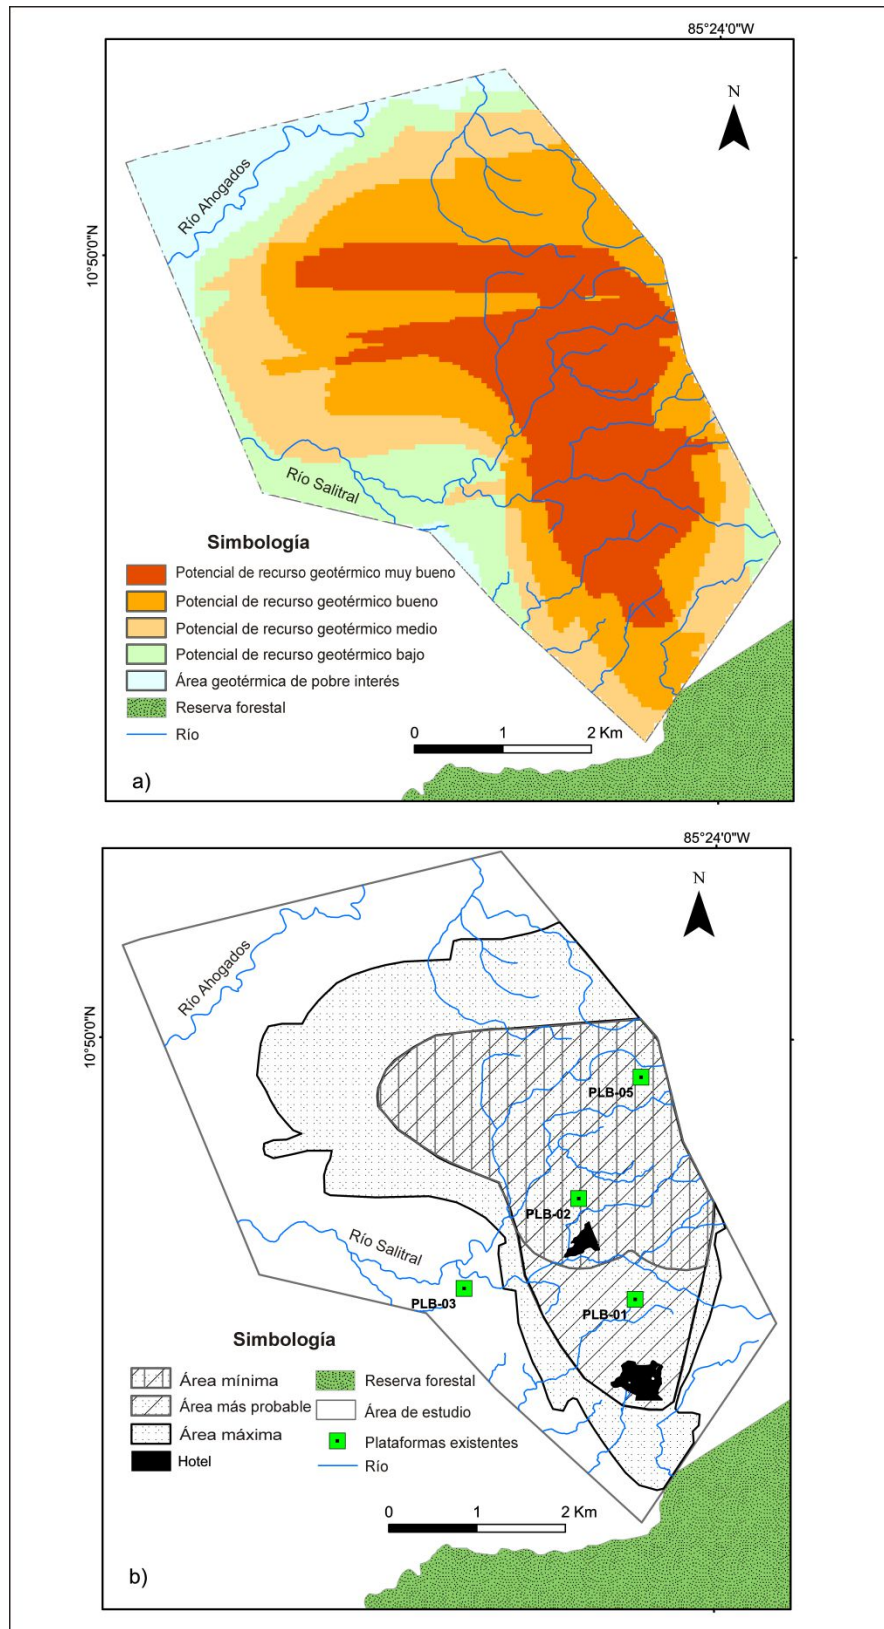 85°24'0"W
N
10°50'0"N
Río Ahogados
Río Salitral
Simbología
Potencial de recurso geotérmico muy bueno
Potencial de recurso geotérmico bueno
Potencial de recurso geotérmico medio
Potencial de recurso geotérmico bajo
Área geotérmica de pobre interés
Reserva forestal
Río
0 1 2 Km
a)
85°24'0"W
N
10°50'0"N
Río Ahogados
PLB-05
PLB-02
Río Salitral
PLB-03
PLB-01
Simbología
Área mínima
Área más probable
Área máxima
Hotel
Reserva forestal
Área de estudio
Plataformas existentes
Río
0 1 2 Km
b)